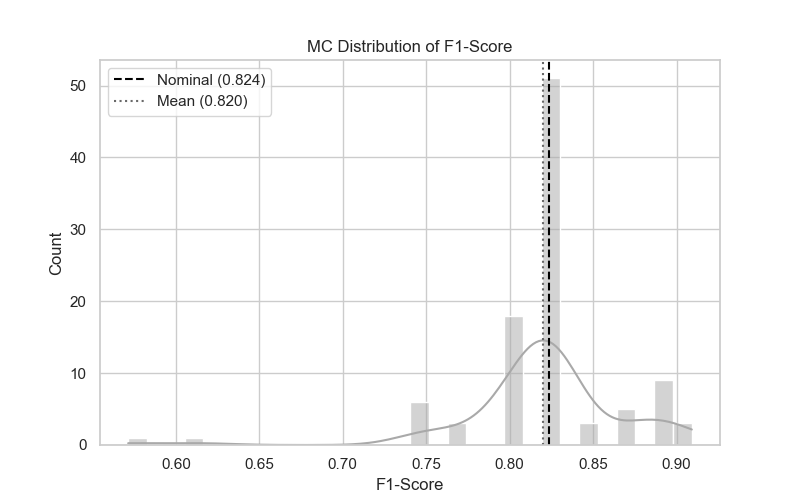 MC Distribution of F1-Score
Nominal (0.824)
Mean (0.820)
50
40
30
20
10
0
Count
0.60 0.65 0.70 0.75 0.80 0.85 0.90
F1-Score